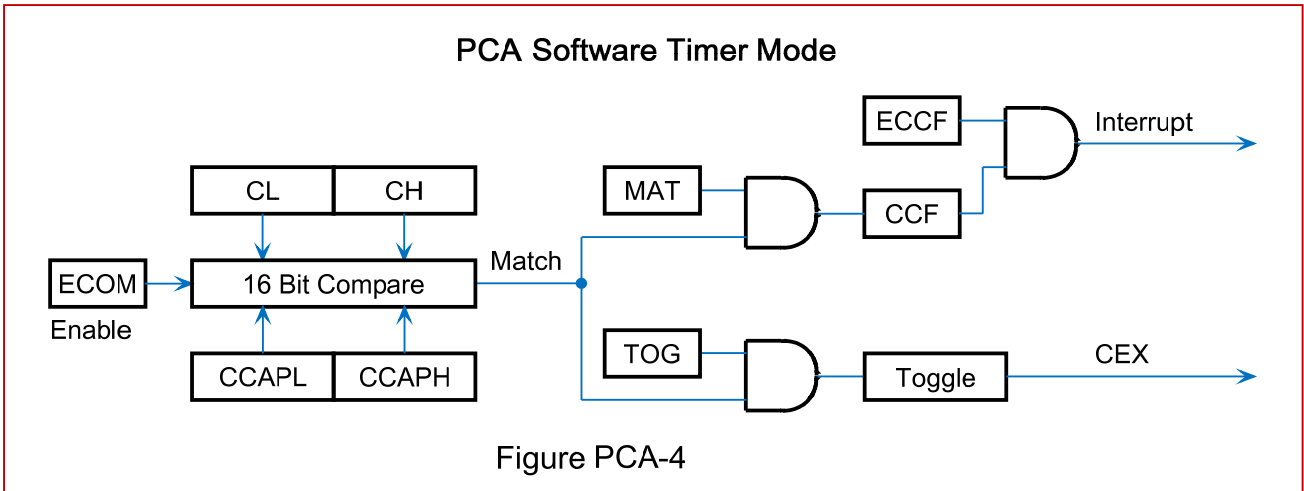 PCA Software Timer Mode
ECCF
Interrupt
CL
CH
MAT
CCF
ECOM
16 Bit Compare
Match
Enable
CCAPL
CCAPH
TOG
Toggle
CEX
Figure PCA-4